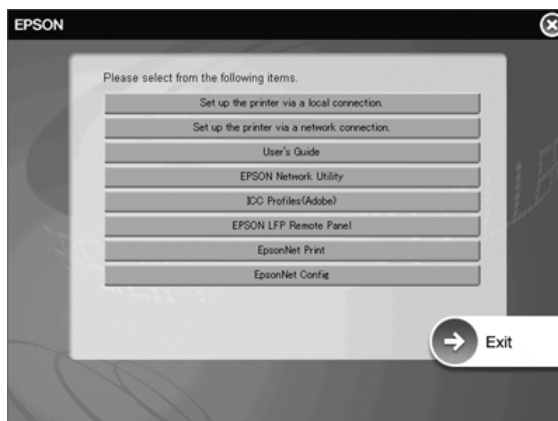 EPSON
Please select from the following items.
Set up the printer via a local connection.
Set up the printer via a network connection.
User's Guide
EPSON Network Utility
ICC Profiles(Adobe)
EPSON LFP Remote Panel
EpsonNet Print
EpsonNet Config
Exit